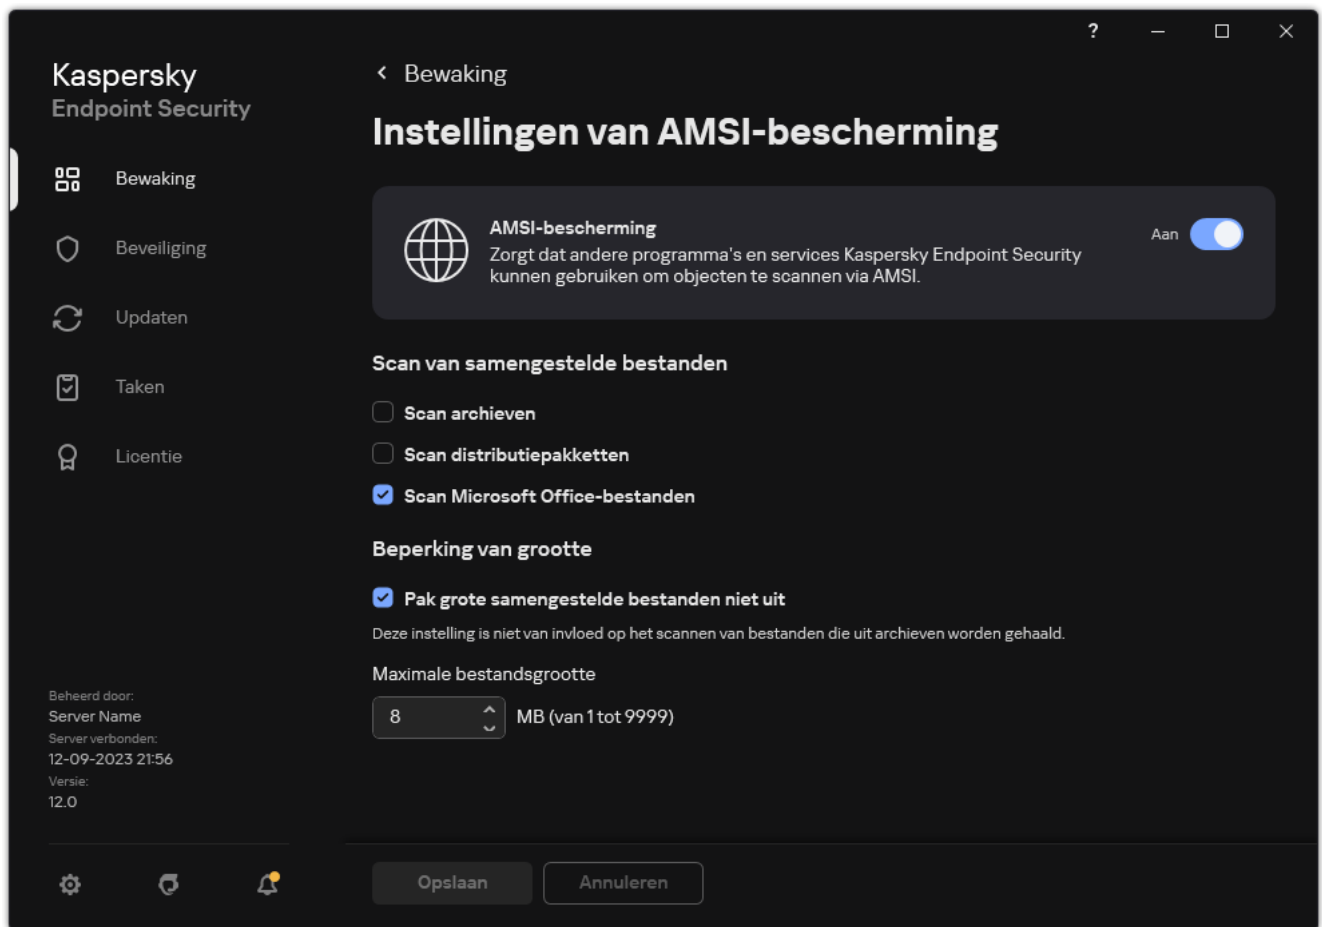 ?
Kaspersky
Endpoint Security
Bewaking
Beveiliging
Updaten
Taken
Licentie
Beheerd door:
Server Name
Server verbonden:
12-09-2023 21:56
Versie:
12.0
Bewaking
Instellingen van AMSI-bescherming
AMSI-bescherming
Zorgt dat andere programma's en services Kaspersky Endpoint Security
kunnen gebruiken om objecten te scannen via AMSI.
Aan
Scan van samengestelde bestanden
Scan archieven
Scan distributiepakketten
Scan Microsoft Office-bestanden
Beperking van grootte
Pak grote samengestelde bestanden niet uit
Deze instelling is niet van invloed op het scannen van bestanden die uit archieven worden gehaald.
Maximale bestandsgrootte
8 MB (van 1 tot 9999)
Opslaan
Annuleren